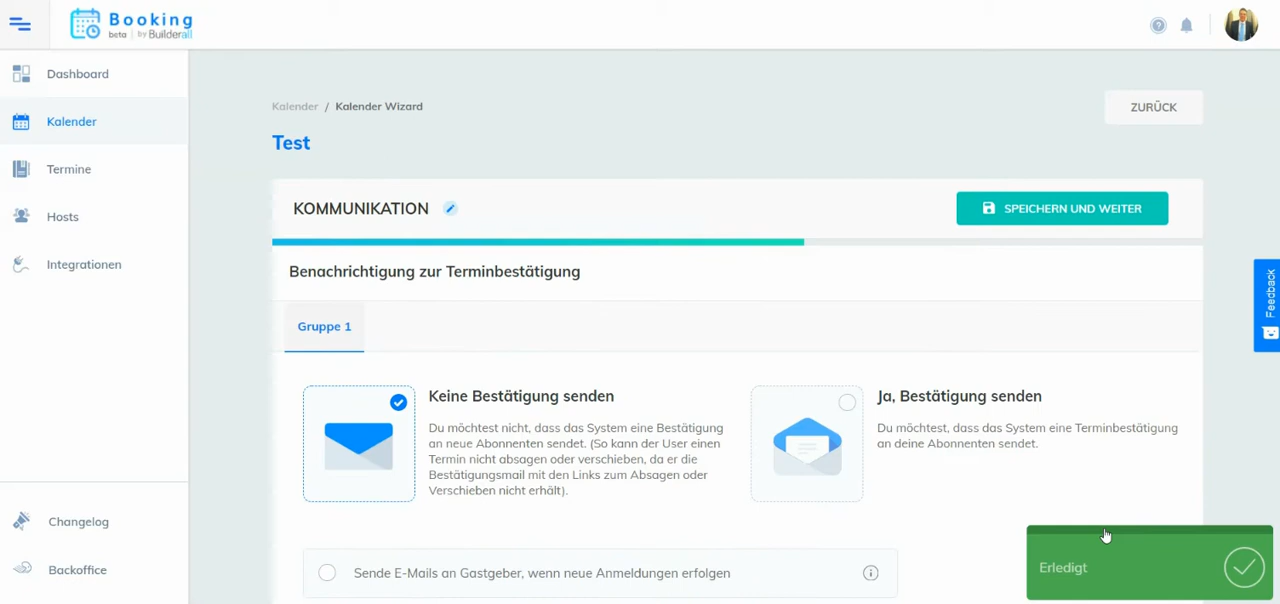 Booking
beta | by Builderall
Dashboard
Kalender
Termine
Hosts
Integrationen
Changelog
Backoffice
Kalender / Kalender Wizard
ZURÜCK
Test
KOMMUNIKATION
SPEICHERN UND WEITER
Benachrichtigung zur Terminbestätigung
Gruppe 1
Keine Bestätigung senden
Du möchtest nicht, dass das System eine Bestätigung
an neue Abonnenten sendet. (So kann der User einen
Termin nicht absagen oder verschieben, da er die
Bestätigungsmail mit den Links zum Absagen oder
Verschieben nicht erhält).
Ja, Bestätigung senden
Du möchtest, dass das System eine Terminbestätigung
an deine Abonnenten sendet.
Sende E-Mails an Gastgeber, wenn neue Anmeldungen erfolgen
Erledigt
Feedback